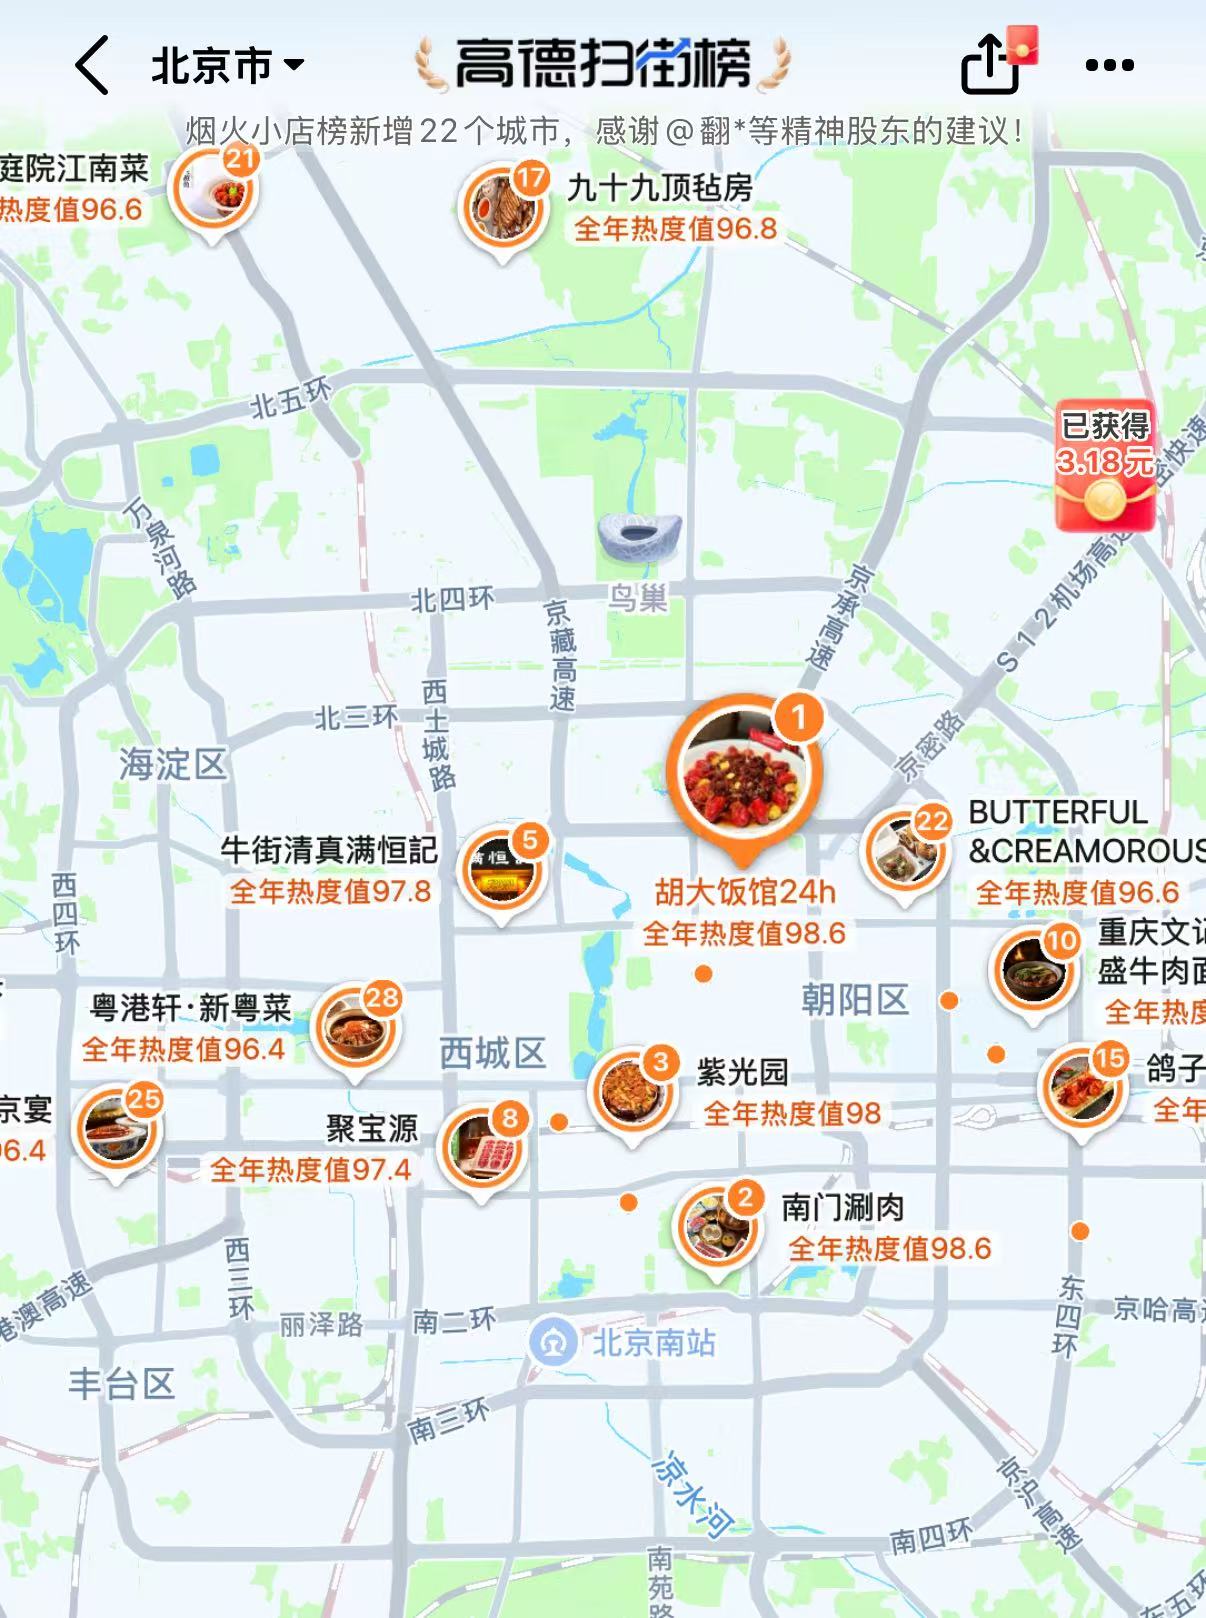 北京市
高德扫街榜
烟火小店榜新增22个城市，感谢@翻*等精神股东的建议！
庭院江南菜
热度值96.6
21
17
九十九顶毡房
全年热度值96.8
北五环
已获得
3.18元
密快速
万泉河路
鸟巢
北四环
京藏高速
京承高速
S12机场高速
西土城路
北三环
海淀区
京密路
1
胡大饭馆24h
全年热度值98.6
22
BUTTERFUL
&CREAMOROUS
全年热度值96.6
牛街清真满恒記
全年热度值97.8
5
西四环
10
重庆文记
盛牛肉面
全年热度
朝阳区
粤港轩·新粤菜
全年热度值96.4
28
西城区
3
紫光园
全年热度值98
15
鸽子
全年
京宴
96.4
25
聚宝源
全年热度值97.4
8
2
南门涮肉
全年热度值98.6
西三环
港澳高速
丽泽路
南二环
东四环
京哈高速
北京南站
丰台区
南三环
凉水河
京沪高速
南四环
南苑路
东五环